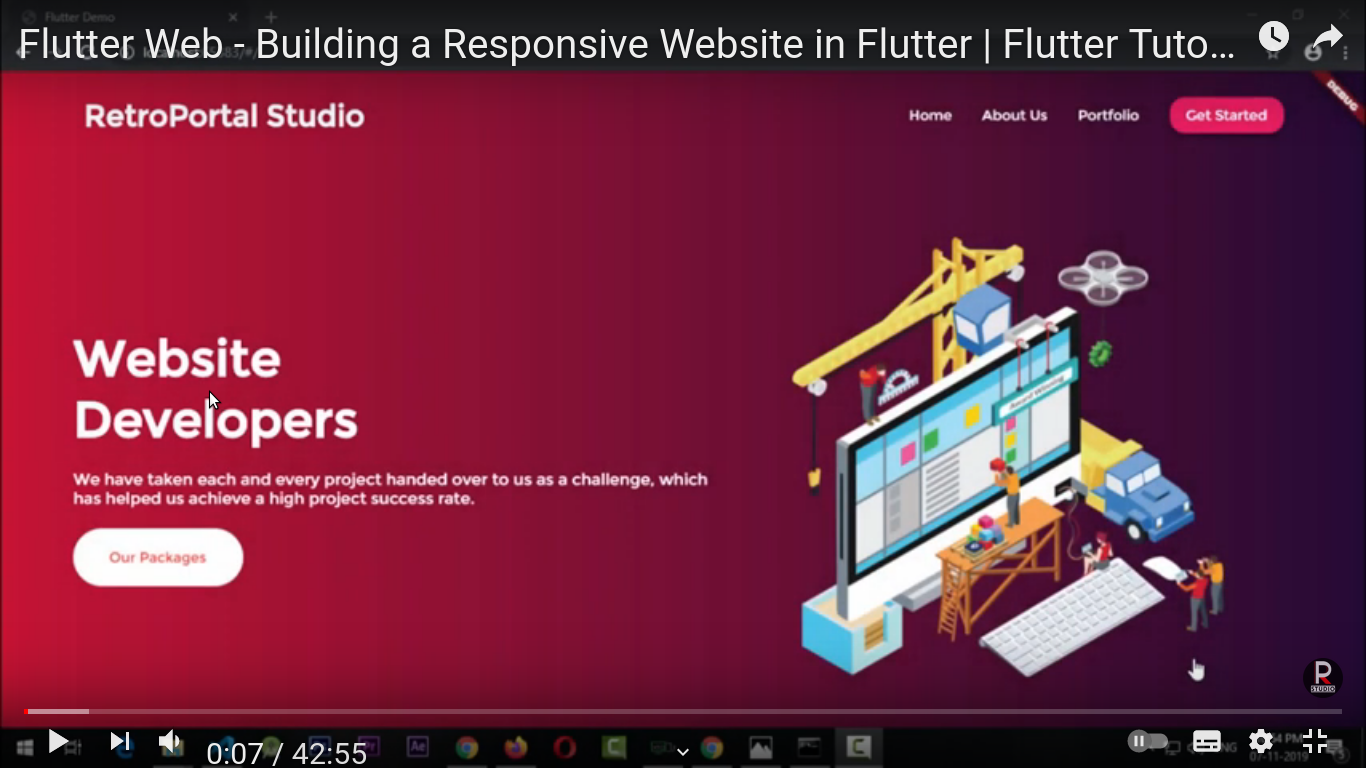 Flutter Demo
Flutter Web - Building a Responsive Website in Flutter | Flutter Tuto...
DEBUG
RetroPortal Studio
Home
About Us
Portfolio
Get Started
Award Winning
Website
Developers
We have taken each and every project handed over to us as a challenge, which
has helped us achieve a high project success rate.
Our Packages
R
STUDIO
0:07 / 42:55
Ae
07-11-2019